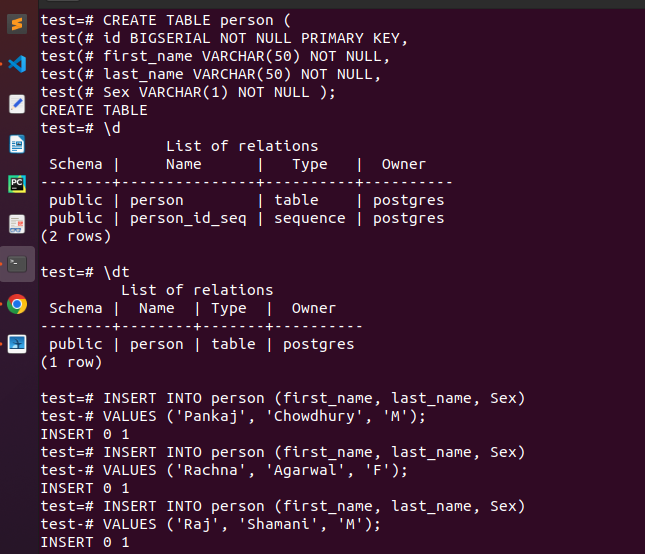 test=# CREATE TABLE person (
test(# id BIGSERIAL NOT NULL PRIMARY KEY,
test(# first_name VARCHAR(50) NOT NULL,
test(# last_name VARCHAR(50) NOT NULL,
test(# Sex VARCHAR(1) NOT NULL );
CREATE TABLE
test=# \d
              List of relations
 Schema |     Name      |   Type   |  Owner
--------+---------------+----------+----------
 public | person        | table    | postgres
 public | person_id_seq | sequence | postgres
(2 rows)
test=# \dt
         List of relations
 Schema |  Name  | Type  |  Owner
--------+--------+-------+----------
 public | person | table | postgres
(1 row)
test=# INSERT INTO person (first_name, last_name, Sex)
test-# VALUES ('Pankaj', 'Chowdhury', 'M');
INSERT 0 1
test=# INSERT INTO person (first_name, last_name, Sex)
test-# VALUES ('Rachna', 'Agarwal', 'F');
INSERT 0 1
test=# INSERT INTO person (first_name, last_name, Sex)
test-# VALUES ('Raj', 'Shamani', 'M');
INSERT 0 1
PC